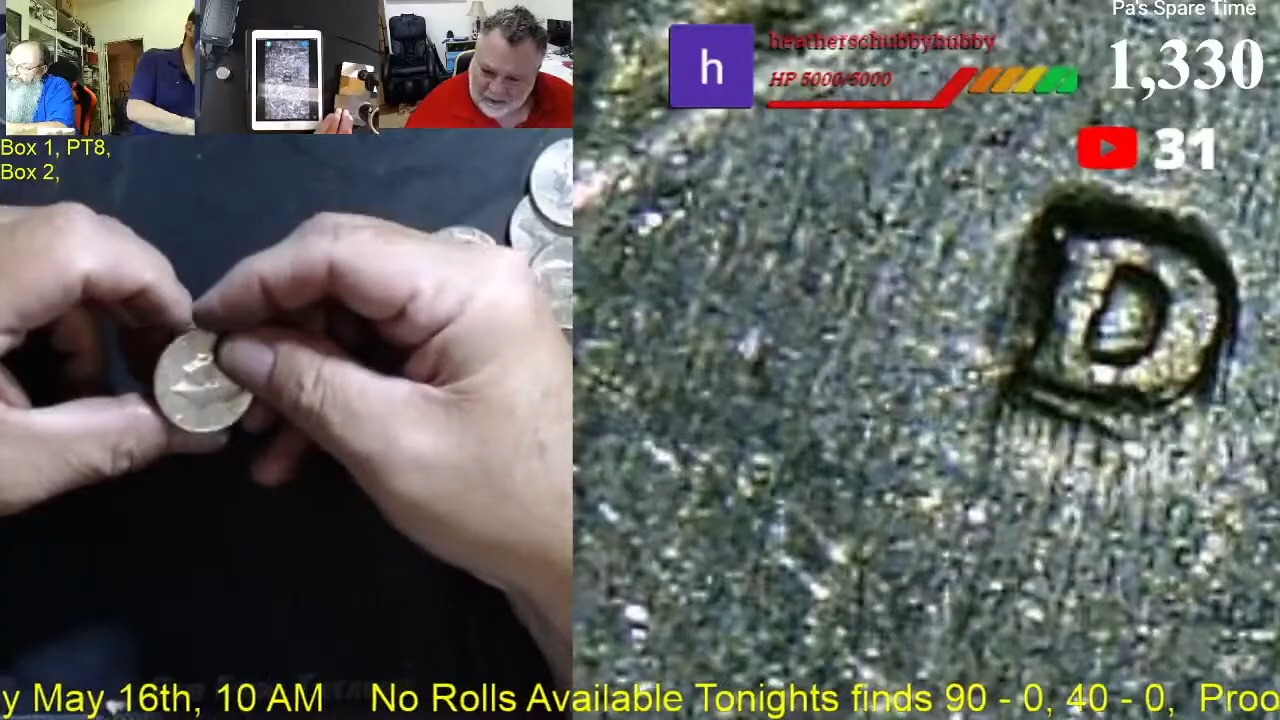 Pa's Spare Time
h
heatherschubbyhubby
HP 5000/5000
1,330
31
Box 1, PT8,
Box 2,
D
y May 16th, 10 AM No Rolls Available Tonights finds 90 - 0, 40 - 0, Proo